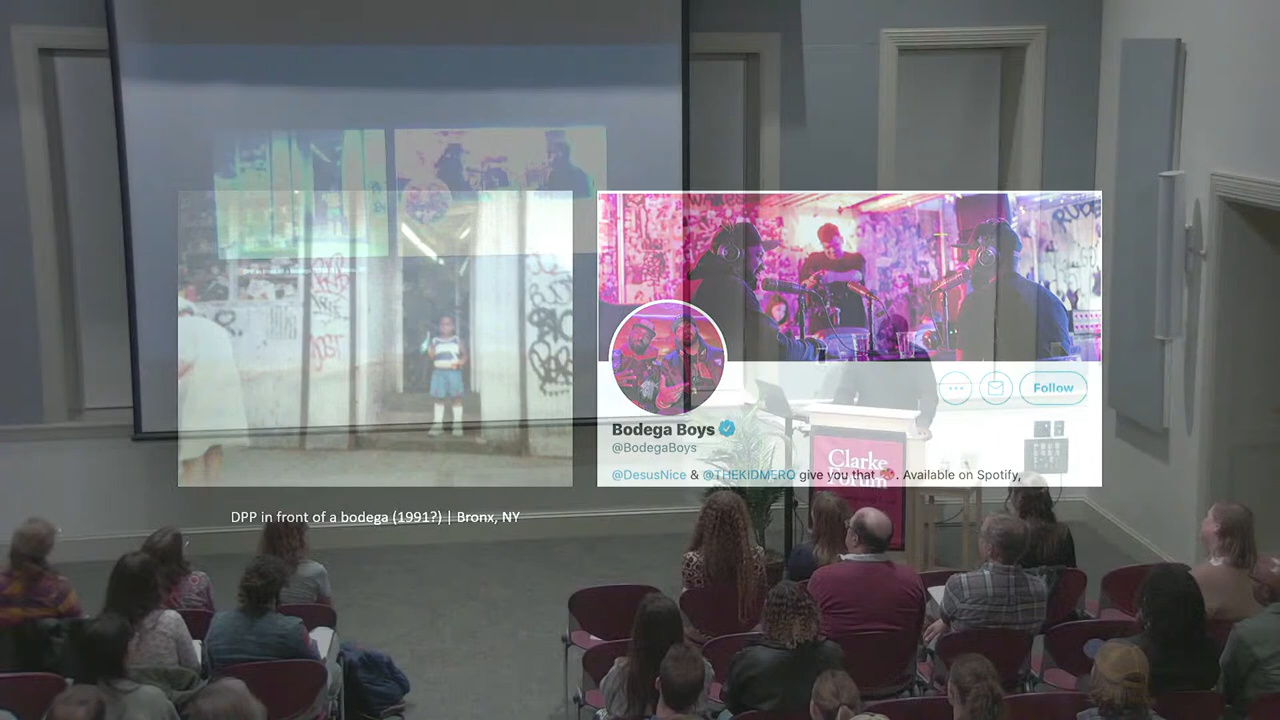 DPP in front of a bodega (1991?) | Bronx, NY
Follow
Bodega Boys
@BodegaBoys
@DesusNice & @THEKIDMERO give you that 🎨. Available on Spotify,
Clarke
Forum